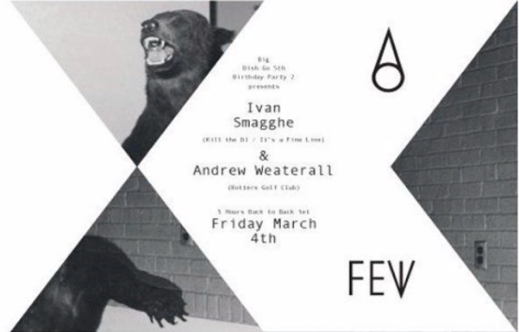 Big
Dish Go 5th
Birthday Party 2
presents
Ivan
Smagghe
(Kill the DJ / It's a Fine Line)
&
Andrew Weaterall
(Rotters Golf Club)
5 Hours Back to Back Set
Friday March
4th
FEW